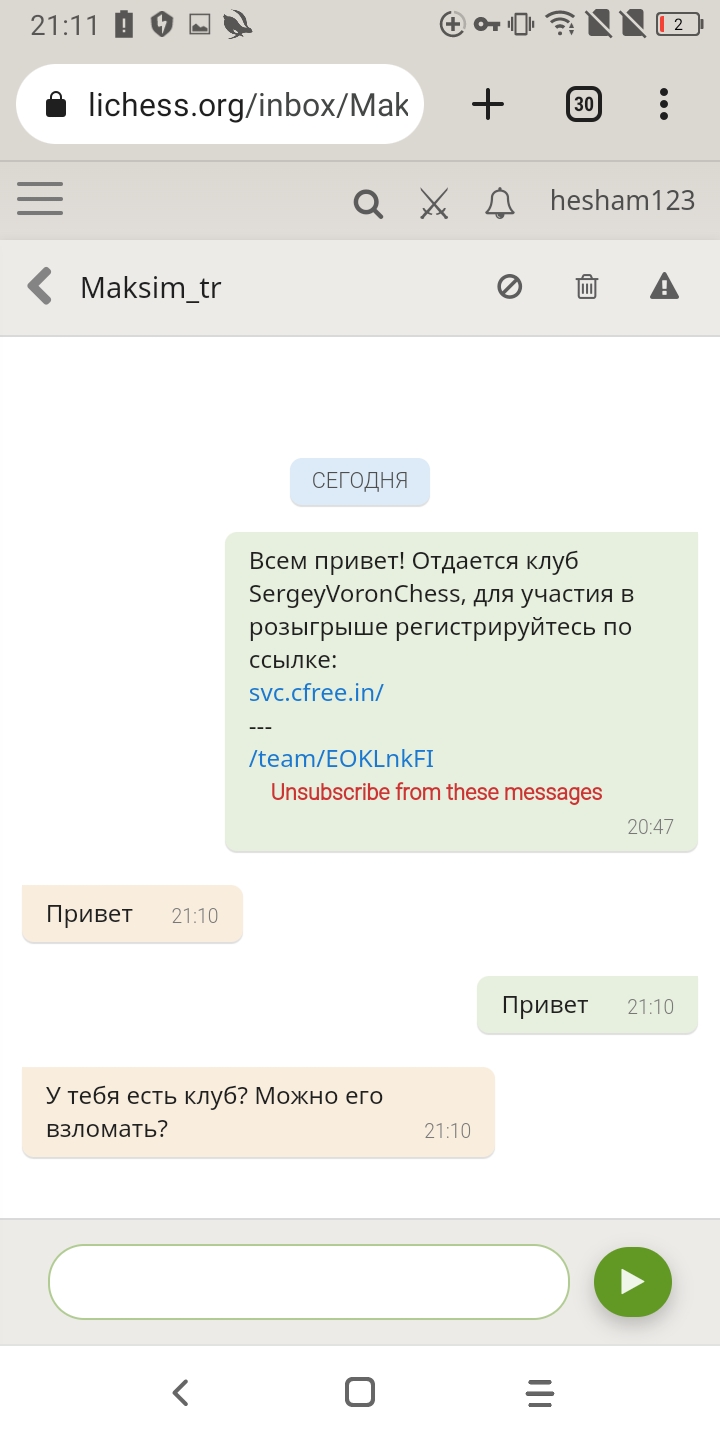 21:11
2
lichess.org/inbox/Mak
30
hesham123
Maksim_tr
СЕГОДНЯ
Всем привет! Отдается клуб
SergeyVoronChess, для участия в
розыгрыше регистрируйтесь по
ссылке:
svc.cfree.in/
---
/team/EOKLnkFI
Unsubscribe from these messages
20:47
Привет 21:10
Привет 21:10
У тебя есть клуб? Можно его
взломать? 21:10